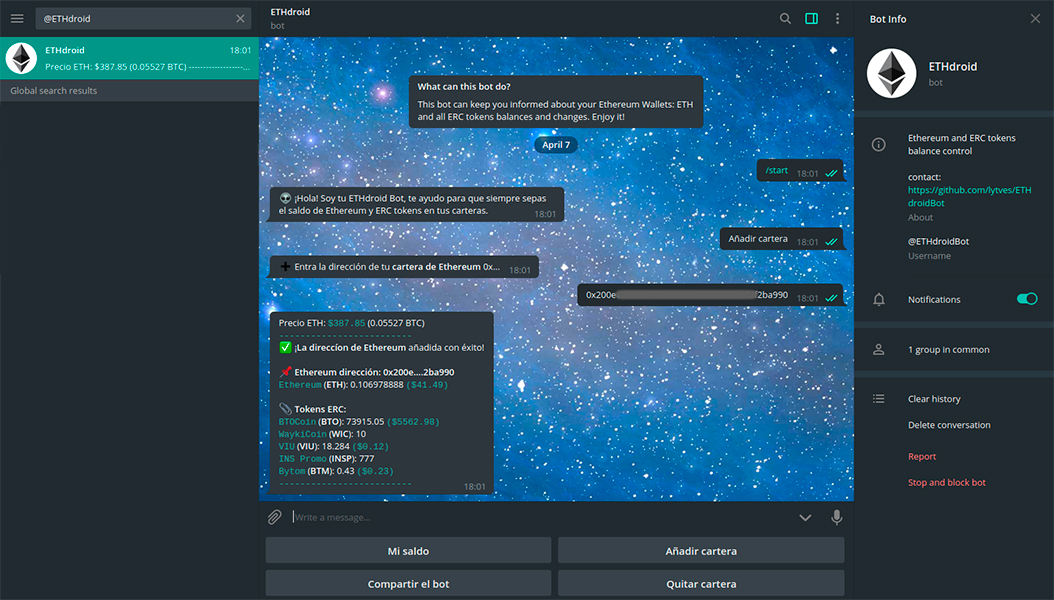 @ETHdroid
ETHdroid
18:01
Precio ETH: $387.85 (0.05527 BTC) ------------------...
Global search results
ETHdroid
bot
What can this bot do?
This bot can keep you informed about your Ethereum Wallets: ETH
and all ERC tokens balances and changes. Enjoy it!
April 7
/start 18:01
¡Hola! Soy tu ETHdroid Bot, te ayudo para que siempre sepas
el saldo de Ethereum y ERC tokens en tus carteras. 18:01
Añadir cartera 18:01
Entra la dirección de tu cartera de Ethereum 0x... 18:01
0x200e f2ba990 18:01
Precio ETH: $387.85 (0.05527 BTC)
--------------------------
¡La direccíon de Ethereum añadida con éxito!
Ethereum dirección: 0x200e....2ba990
Ethereum (ETH): 0.106978888 ($41.49)
Tokens ERC:
BTOCoin (BTO): 73915.05 ($5562.98)
WaykiCoin (WIC): 10
VIU (VIU): 18.284 ($0.12)
INS Promo (INSP): 777
Bytom (BTM): 0.43 ($0.23)
--------------------------
18:01
Write a message...
Mi saldo
Añadir cartera
Compartir el bot
Quitar cartera
Bot Info
ETHdroid
bot
Ethereum and ERC tokens
balance control
contact:
https://github.com/lytves/ETH
droidBot
About
@ETHdroidBot
Username
Notifications
1 group in common
Clear history
Delete conversation
Report
Stop and block bot